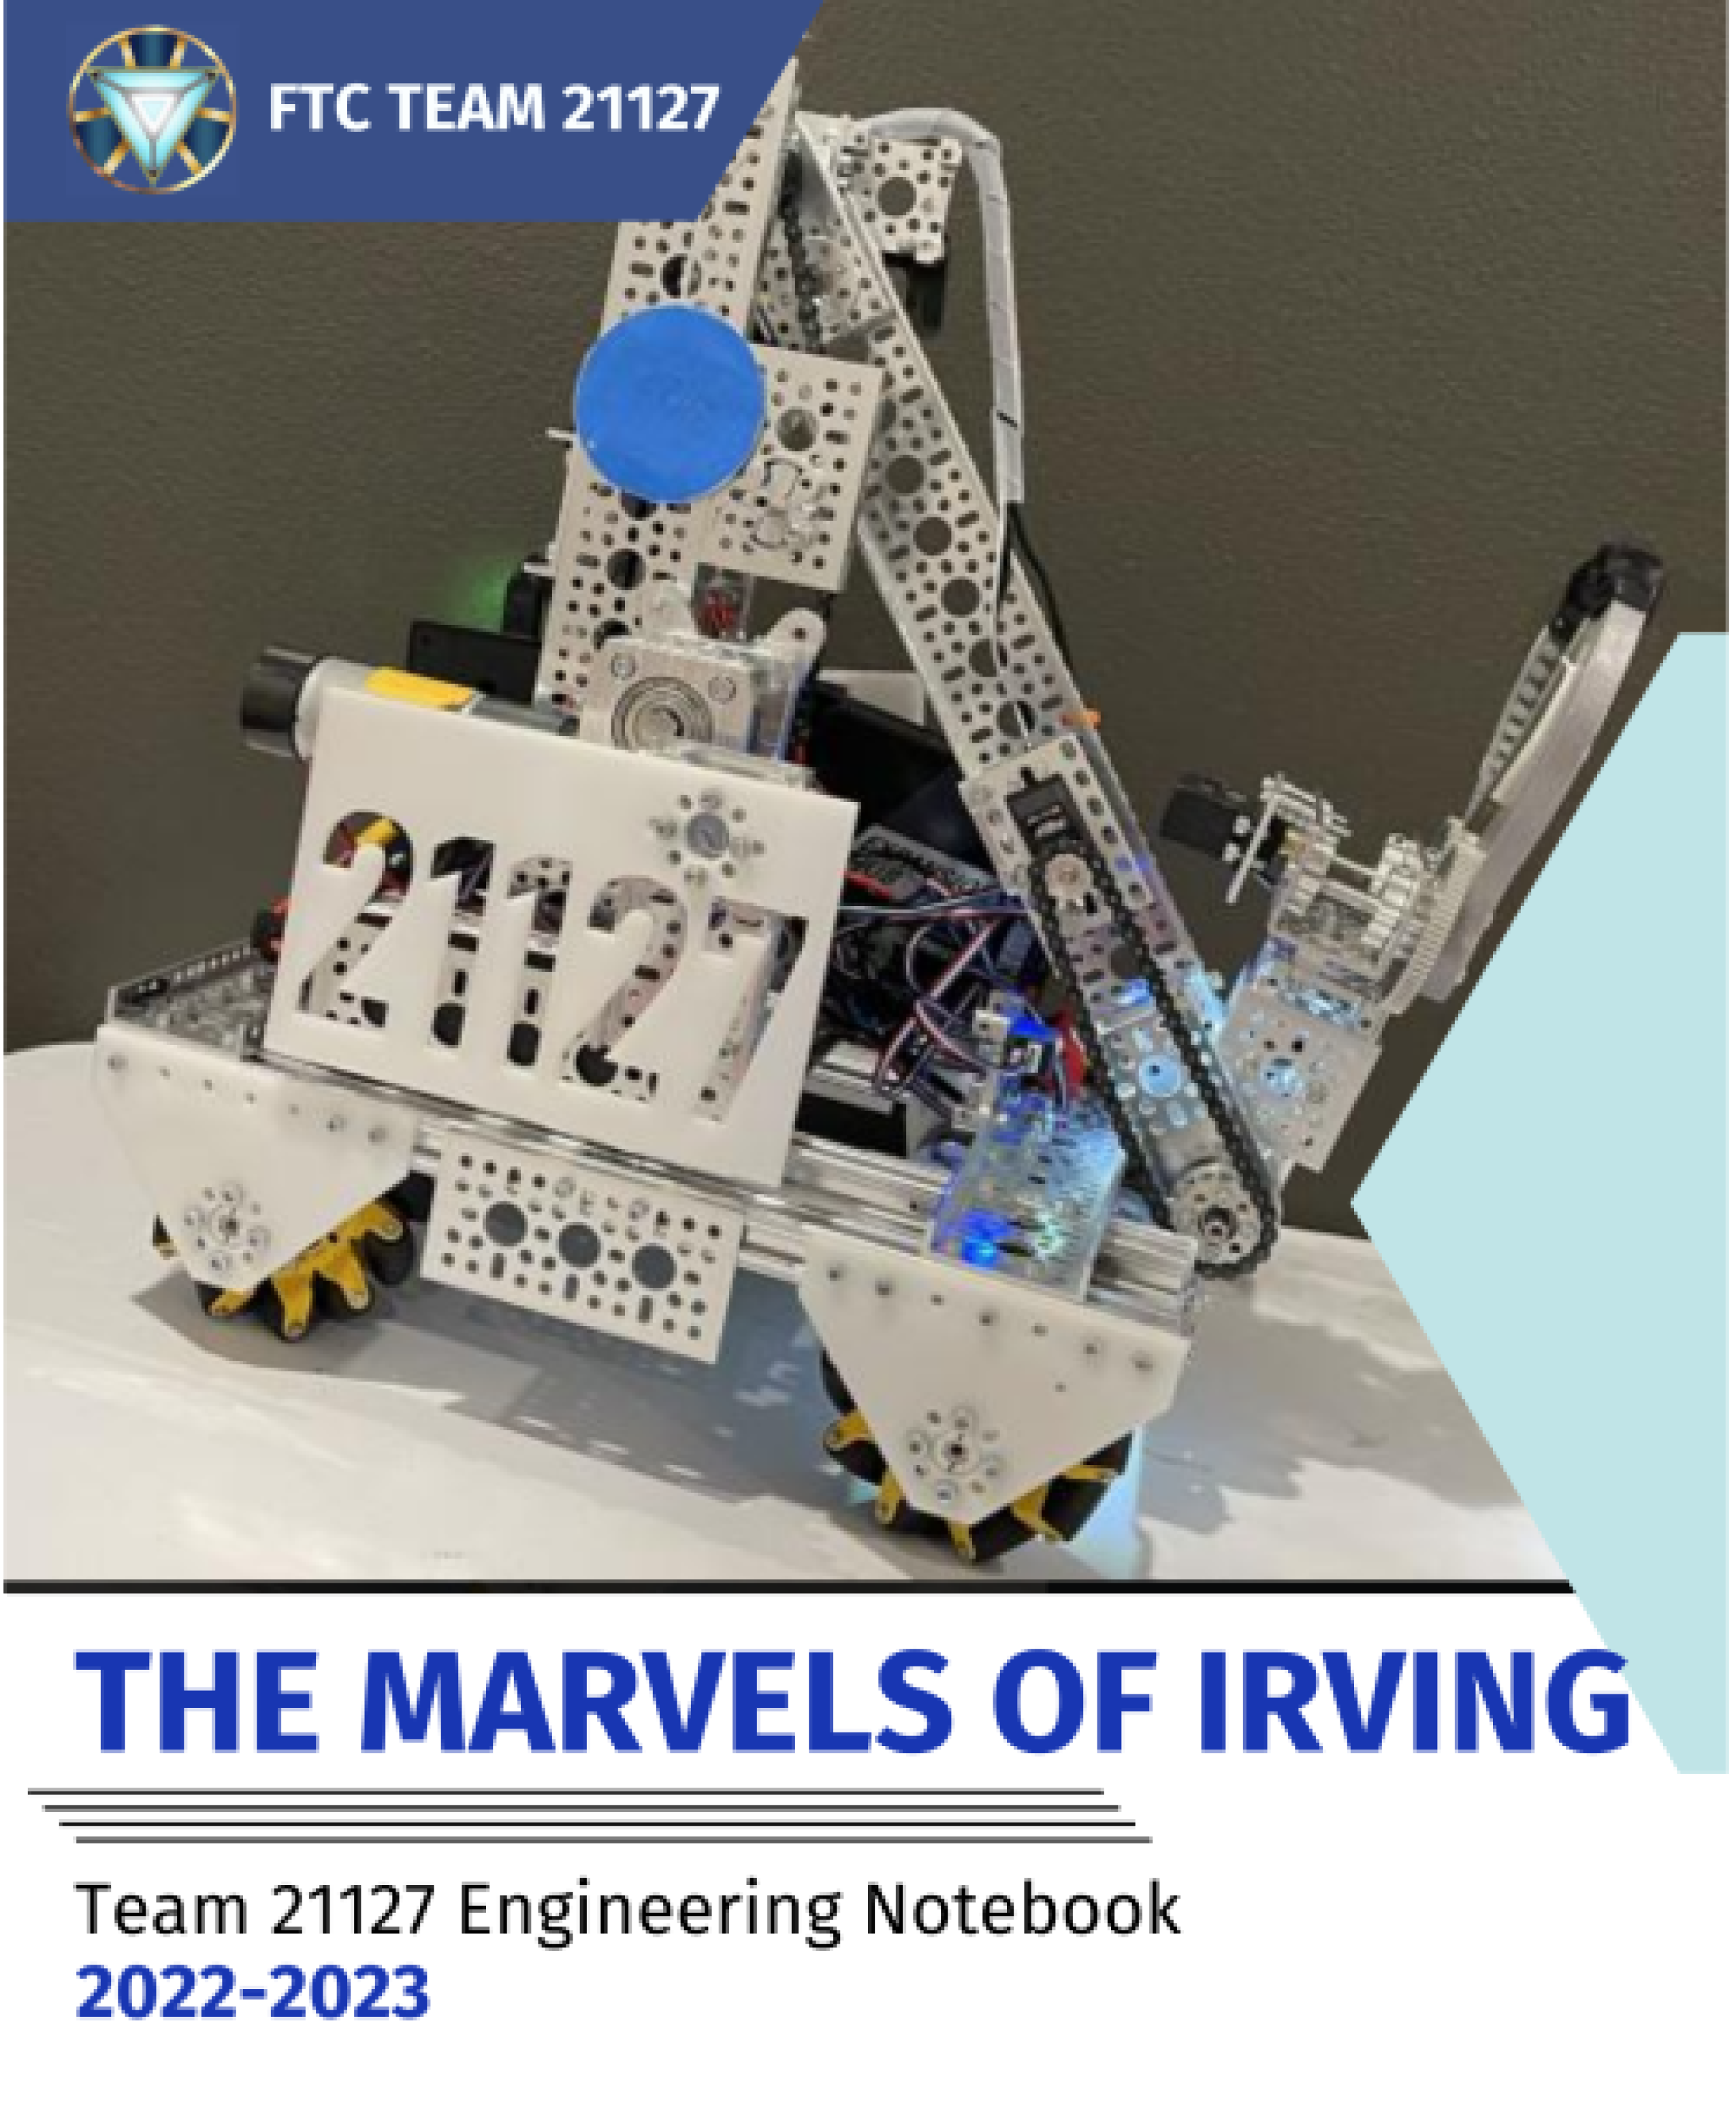 FTC TEAM 21127
21127
THE MARVELS OF IRVING
Team 21127 Engineering Notebook
2022-2023